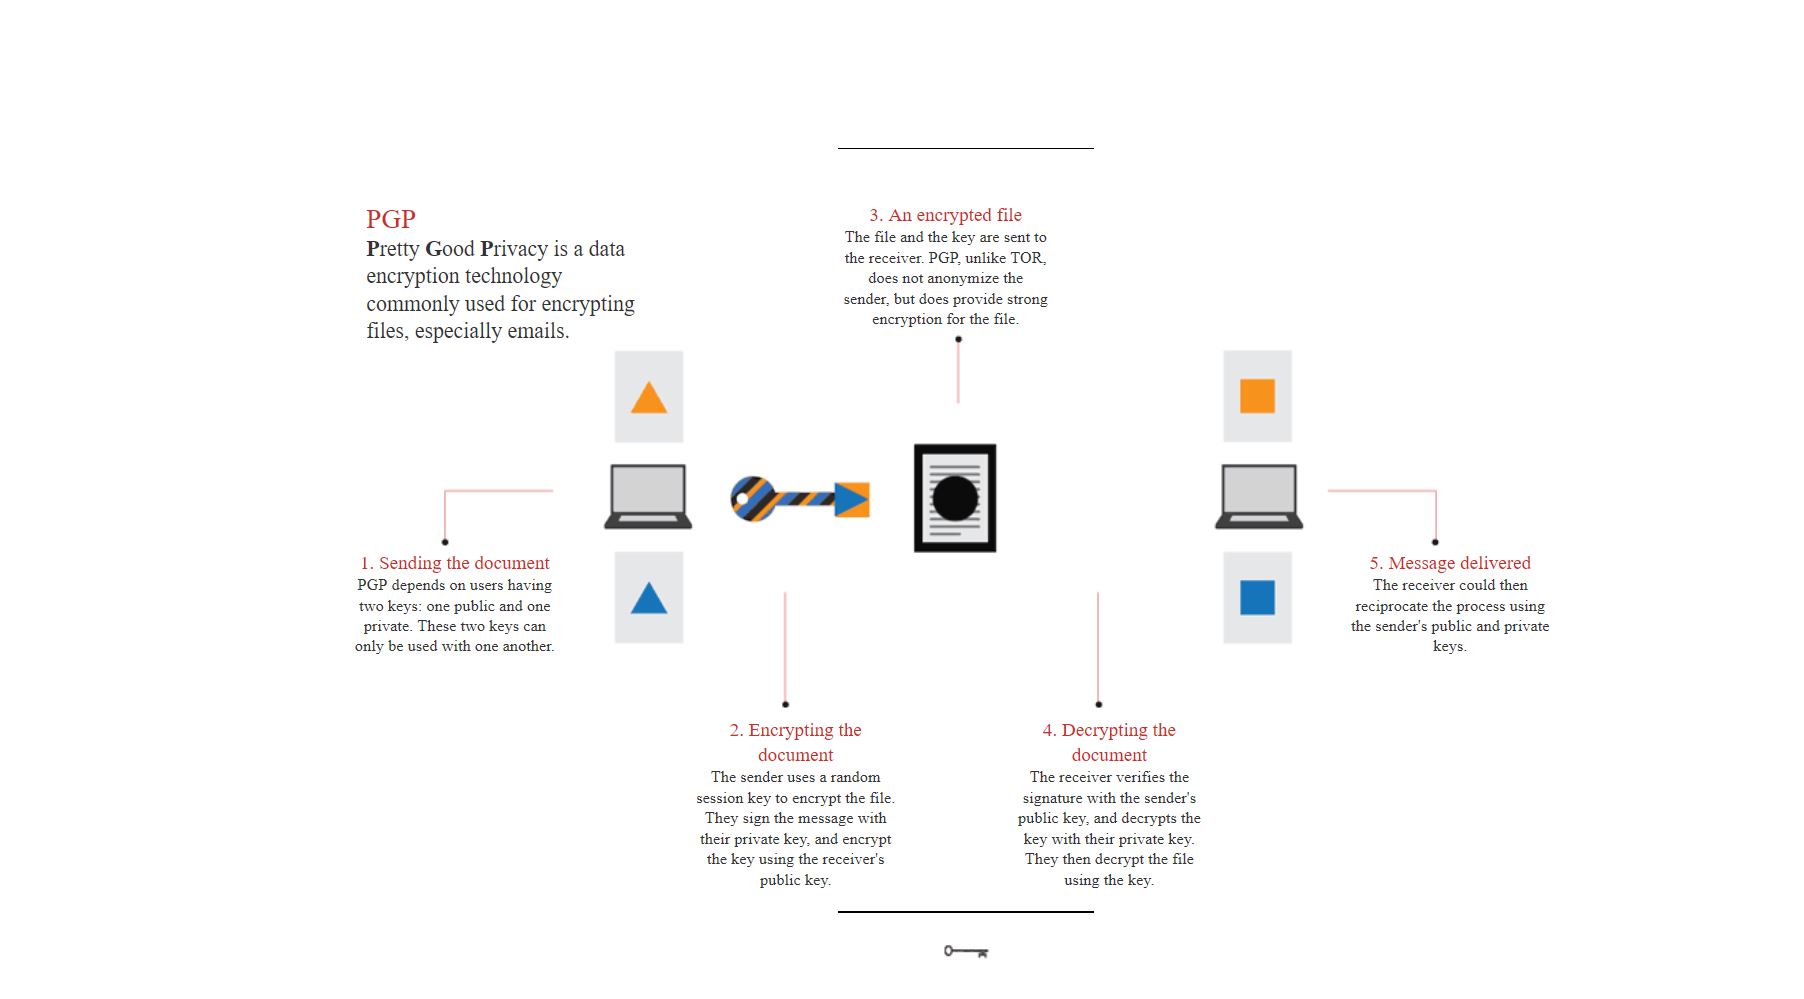 PGP
Pretty Good Privacy is a data
encryption technology
commonly used for encrypting
files, especially emails.
1. Sending the document
PGP depends on users having
two keys: one public and one
private. These two keys can
only be used with one another.
2. Encrypting the
document
The sender uses a random
session key to encrypt the file.
They sign the message with
their private key, and encrypt
the key using the receiver's
public key.
3. An encrypted file
The file and the key are sent to
the receiver. PGP, unlike TOR,
does not anonymize the
sender, but does provide strong
encryption for the file.
4. Decrypting the
document
The receiver verifies the
signature with the sender's
public key, and decrypts the
key with their private key.
They then decrypt the file
using the key.
5. Message delivered
The receiver could then
reciprocate the process using
the sender's public and private
keys.